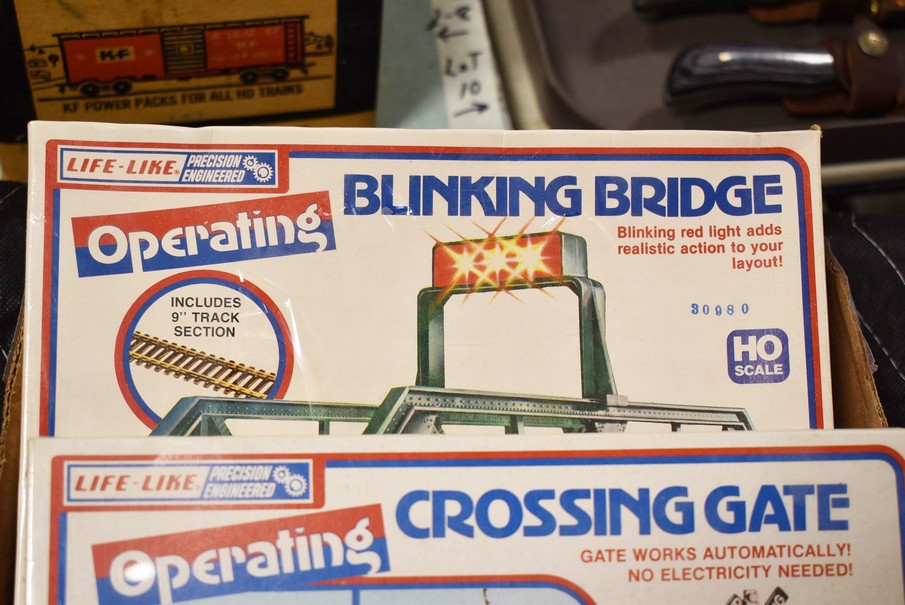 KF
KF POWER PACKS FOR ALL HO TRAINS
LOT
10
LIFE-LIKE® PRECISION
ENGINEERED
BLINKING BRIDGE
Operating
Blinking red light adds
realistic action to your
layout!
INCLUDES
9" TRACK
SECTION
30980
HO
SCALE
LIFE-LIKE® PRECISION
ENGINEERED
CROSSING GATE
Operating
GATE WORKS AUTOMATICALLY!
NO ELECTRICITY NEEDED!